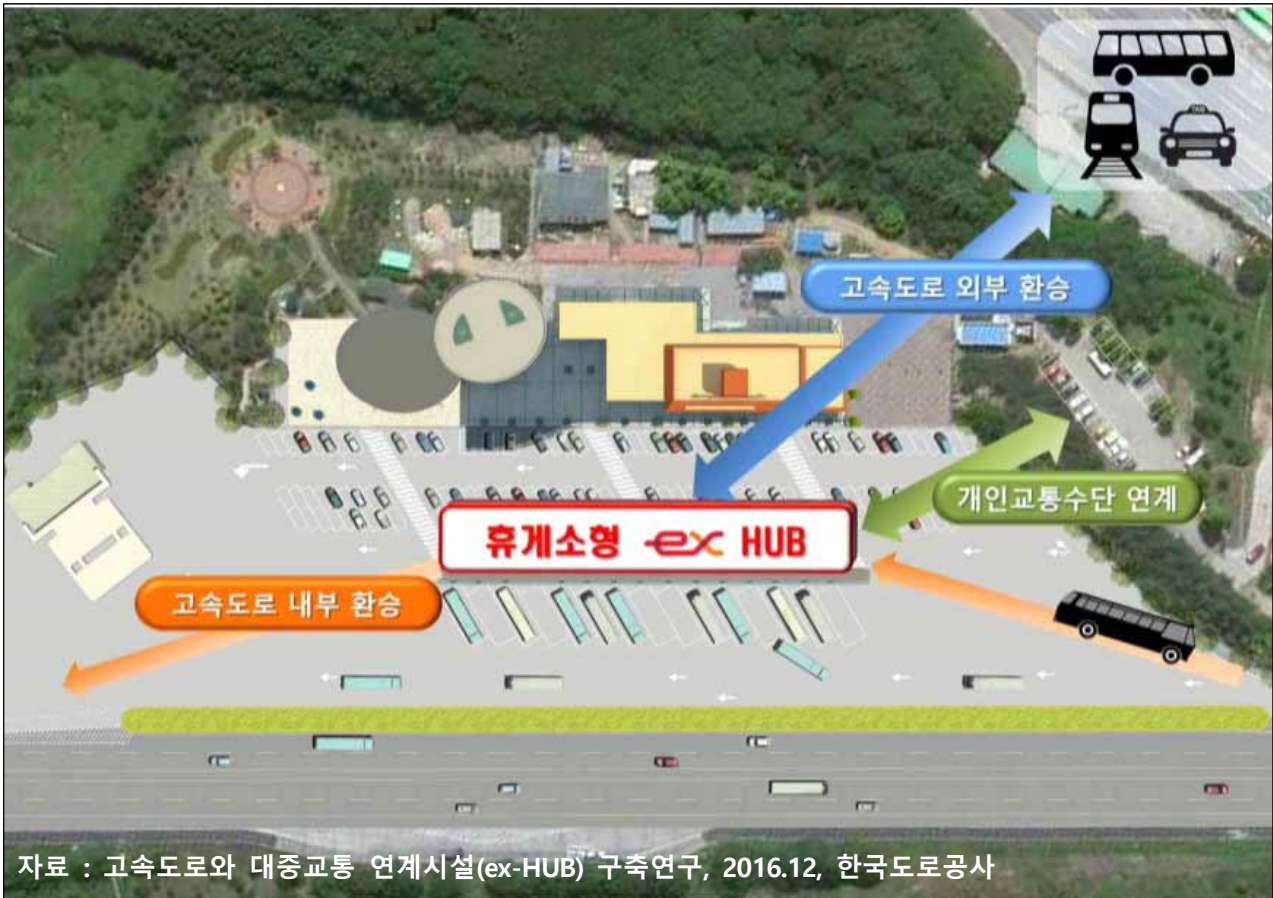 고속도로 외부 환승
개인교통수단 연계
휴게소형 ex HUB
고속도로 내부 환승
자료 : 고속도로와 대중교통 연계시설(ex-HUB) 구축연구, 2016.12, 한국도로공사